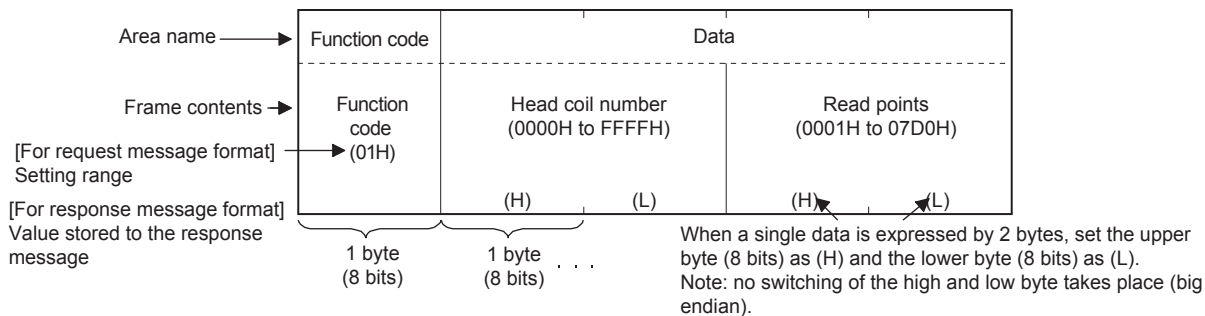 Area name
Function code
Data
Frame contents
Function
code
(01H)
Head coil number
(0000H to FFFFH)
Read points
(0001H to 07D0H)
[For request message format]
Setting range
(H)
(L)
(H)
(L)
[For response message format]
Value stored to the response
message
1 byte
(8 bits)
1 byte
(8 bits)
. . .
When a single data is expressed by 2 bytes, set the upper
byte (8 bits) as (H) and the lower byte (8 bits) as (L).
Note: no switching of the high and low byte takes place (big
endian).